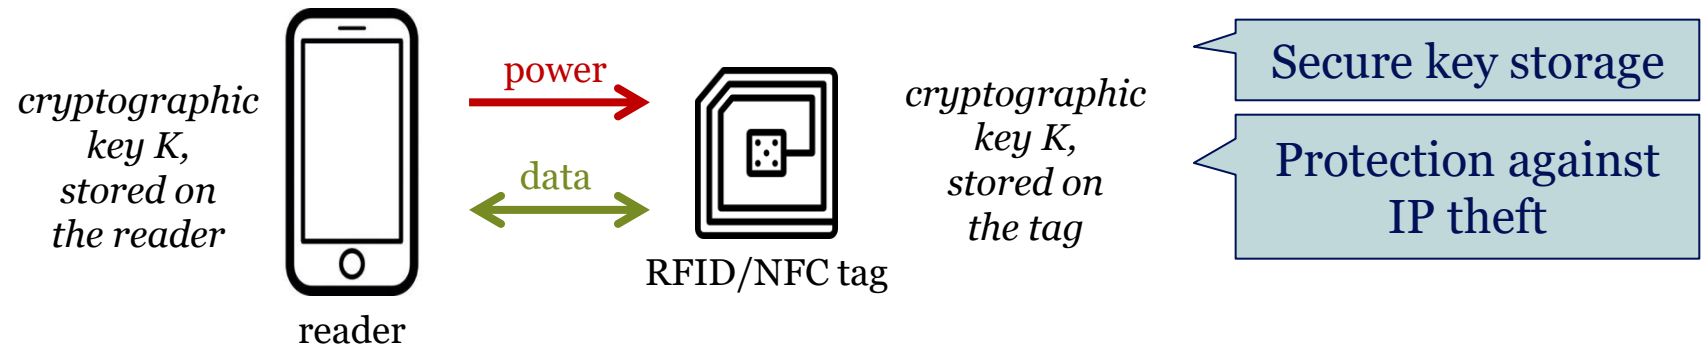 cryptographic
key K,
stored on
the reader
reader
power
data
RFID/NFC tag
cryptographic
key K,
stored on
the tag
Secure key storage
Protection against
IP theft